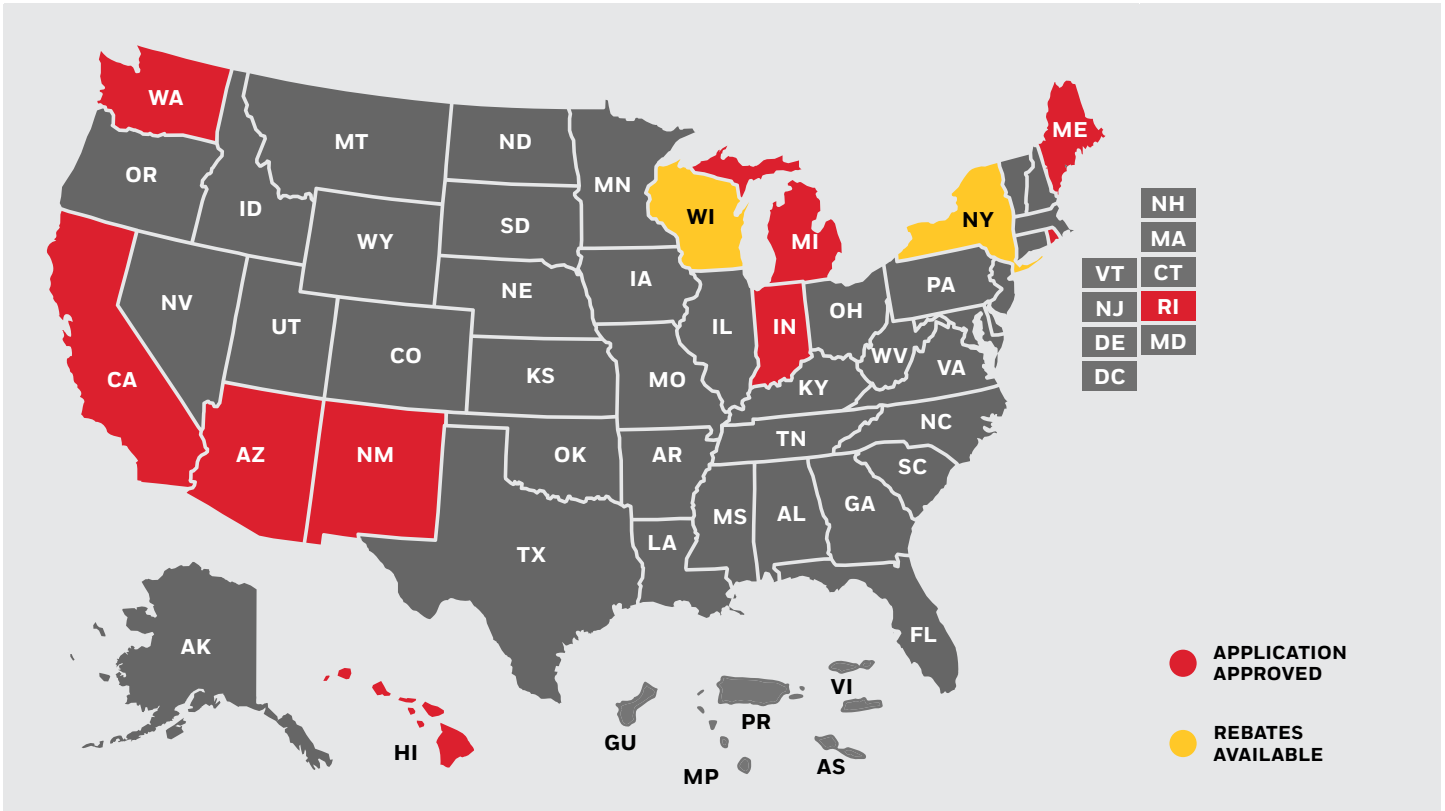 WA
ME
MT
ND
OR
MN
ID
SD
WY
WI
NY
MI
NH
MA
VT
CT
NJ
RI
DE
MD
DC
NV
UT
NE
IA
PA
CO
IL
IN
OH
CA
KS
MO
WV
VA
KY
AZ
NM
OK
AR
TN
NC
SC
TX
LA
MS
AL
GA
FL
AK
HI
GU
MP
PR
VI
AS
APPLICATION
APPROVED
REBATES
AVAILABLE